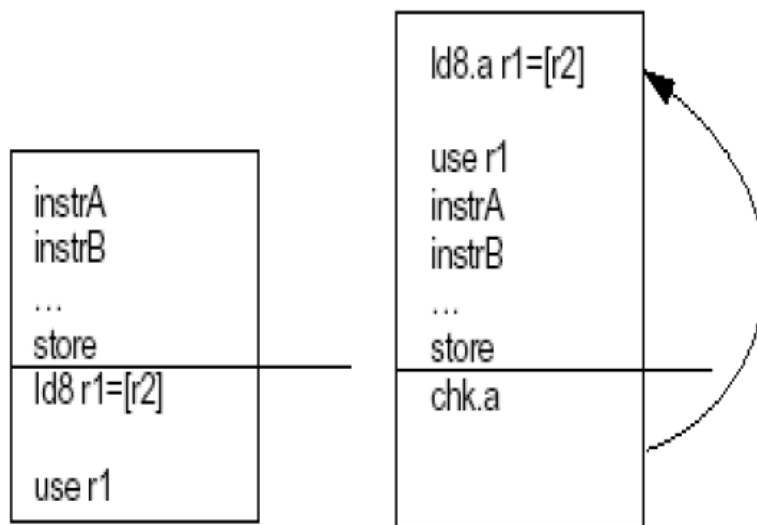 instrA
instrB
...
store
ld8 r1=[r2]
use r1
ld8.a r1=[r2]
use r1
instrA
instrB
...
store
chk.a